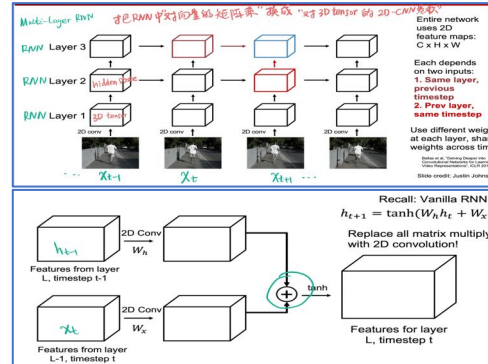 Multi-layer RNN
把RNN中"对向量的矩阵乘"换成"对3D tensor的2D-CNN卷积"
RNN Layer 3
RNN Layer 2
hidden state
RNN Layer 1
3D tensor
2D conv
2D conv
2D conv
2D conv
... xt-1
xt
xt+1 ...
Entire network
uses 2D
feature maps:
C x H x W
Each depends
on two inputs:
1. Same layer,
previous
timestep
2. Prev layer,
same timestep
Use different weig
at each layer, shar
weights across tim
Slide credit: Justin Johns
ht-1
Features from layer
L, timestep t-1
2D Conv
Wh
xt
Features from layer
L-1, timestep t
2D Conv
Wx
+
tanh
Recall: Vanilla RNN
ht+1 = tanh(Whht + Wx
Replace all matrix multiply
with 2D convolution!
Features for layer
L, timestep t